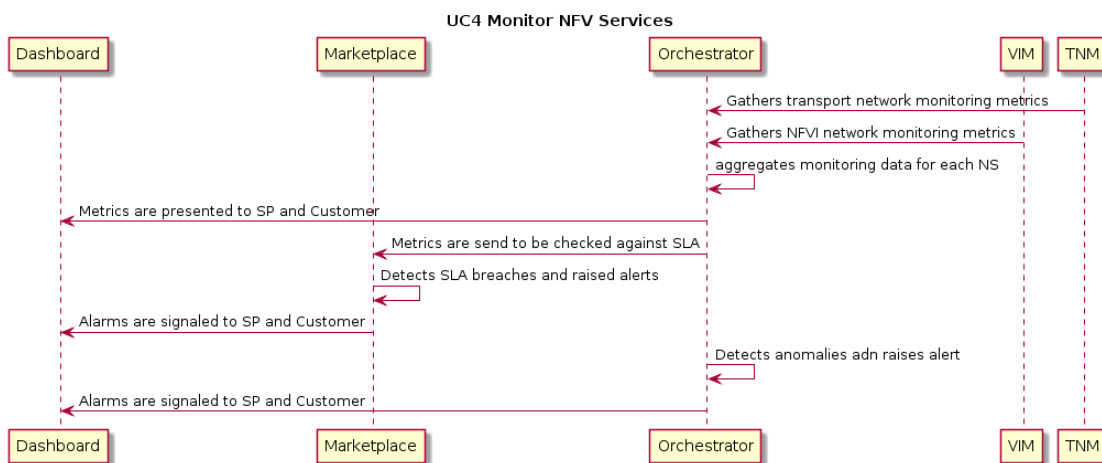 UC4 Monitor NFV Services
Dashboard
Marketplace
Orchestrator
VIM
TNM
Gathers transport network monitoring metrics
Gathers NFVI network monitoring metrics
aggregates monitoring data for each NS
Metrics are presented to SP and Customer
Metrics are send to be checked against SLA
Detects SLA breaches and raised alerts
Alarms are signaled to SP and Customer
Detects anomalies adn raises alert
Alarms are signaled to SP and Customer
Dashboard
Marketplace
Orchestrator
VIM
TNM